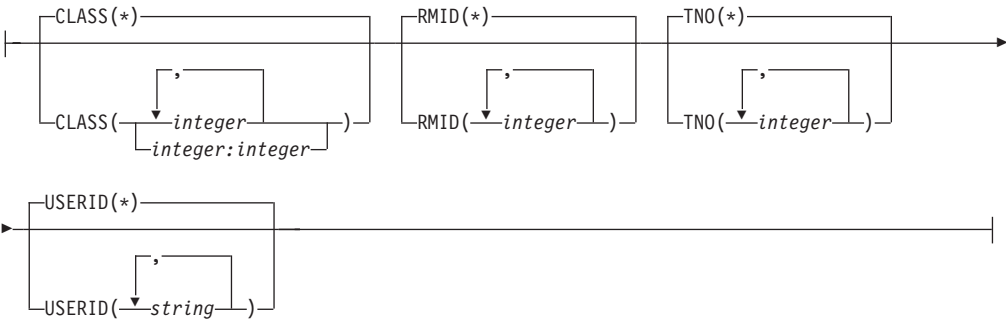 CLASS(*) RMID(*) TNO(*)
, , ,
CLASS( integer ) RMID( integer ) TNO( integer )
integer:integer
USERID(*)
,
USERID( string )